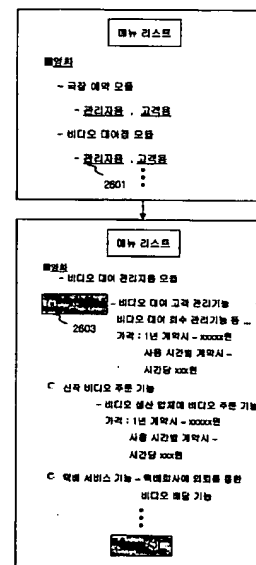 메뉴 리스트
■영화
- 극장 예약 모듈
- 관리자용 , 고객용
- 비디오 대여점 모듈
- 관리자용 , 고객용
2601
메뉴 리스트
■영화
- 비디오 대여 관리자용 모듈
- 비디오 대여 고객 관리기능
비디오 대여 회수 관리기능 등 ...
2603
가격 : 1년 계약시 - xxxxx원
사용 시간별 계약시 -
시간당 xxx원
신작 비디오 주문 기능
- 비디오 생산 업체에 비디오 주문 기능
가격 : 1년 계약시 - xxxxx원
사용 시간별 계약시 -
시간당 xxx원
택배 서비스 기능 - 택배회사에 의뢰를 통한
비디오 배달 기능